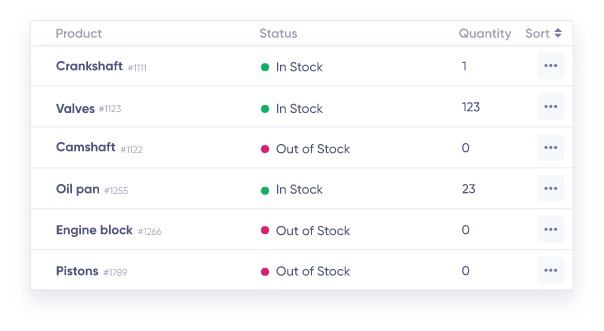 Product Status Quantity Sort
Crankshaft #1111 In Stock 1
Valves #1123 In Stock 123
Camshaft #1122 Out of Stock 0
Oil pan #1255 In Stock 23
Engine block #1266 Out of Stock 0
Pistons #1789 Out of Stock 0